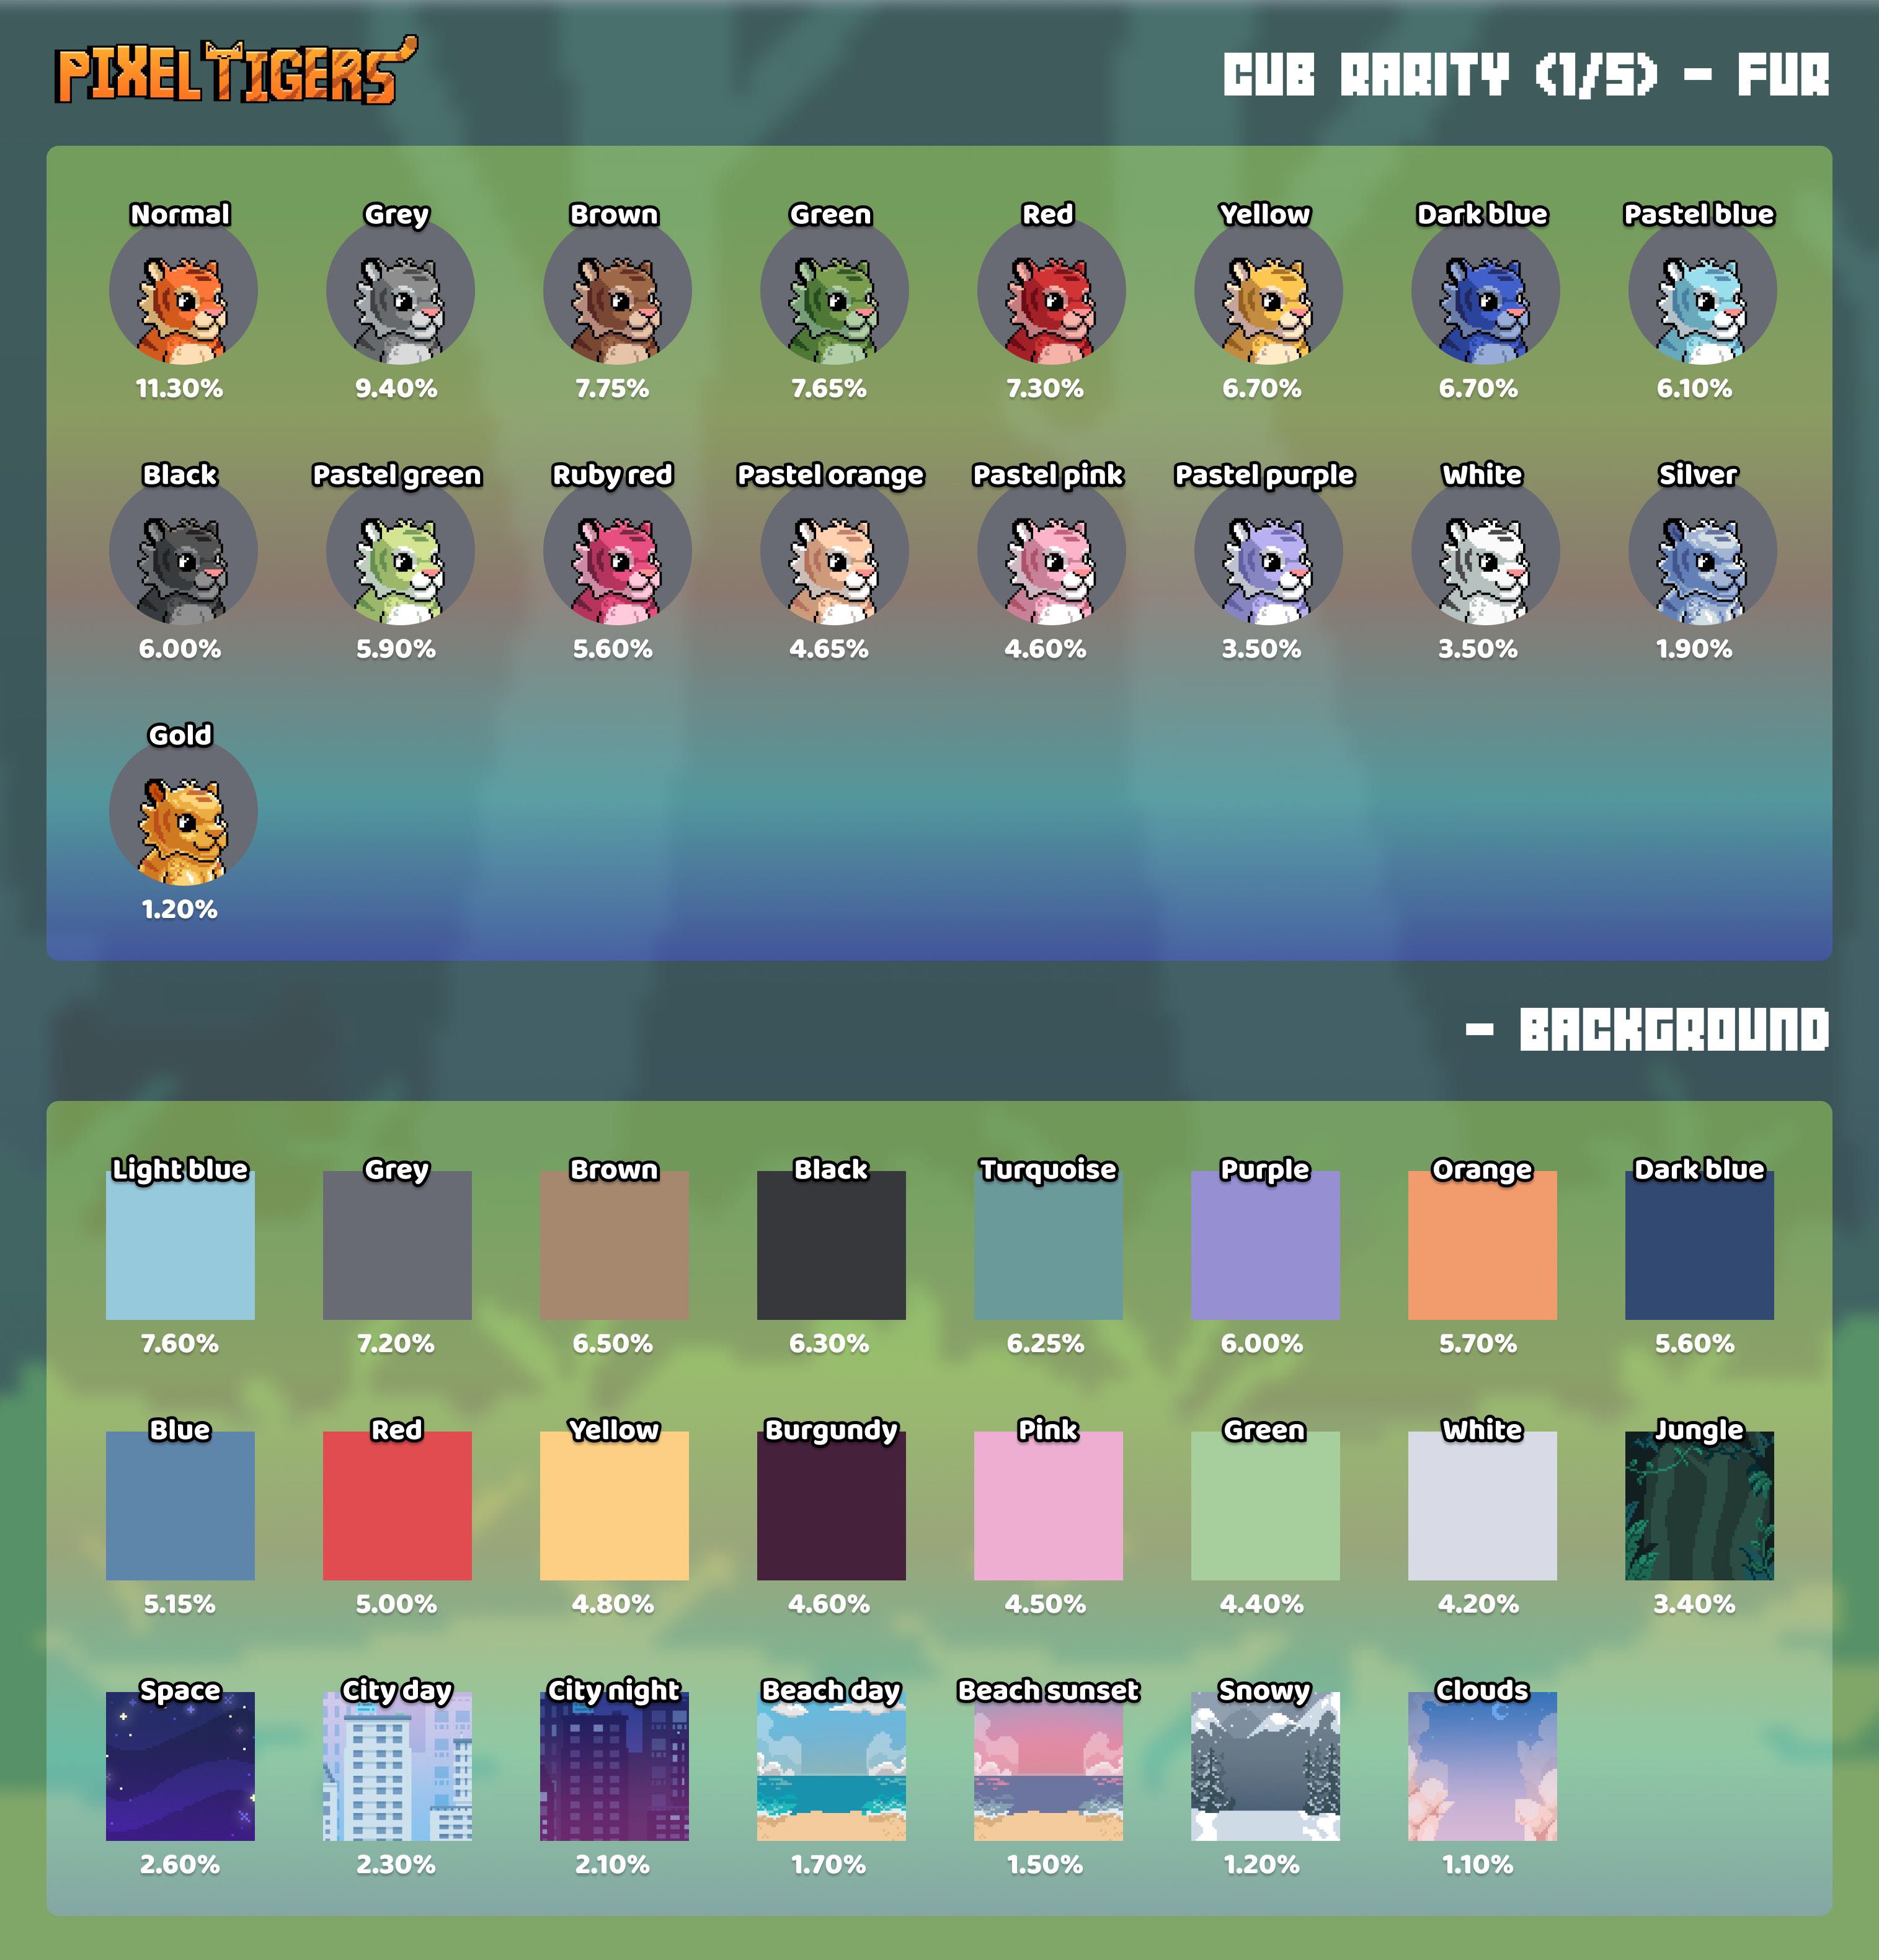 PIXEL TIGERS
CUB RARITY (1/5) - FUR
Normal Grey Brown Green Red Yellow Dark blue Pastel blue
11.30% 9.40% 7.75% 7.65% 7.30% 6.70% 6.70% 6.10%
Black Pastel green Ruby red Pastel orange Pastel pink Pastel purple White Silver
6.00% 5.90% 5.60% 4.65% 4.60% 3.50% 3.50% 1.90%
Gold
1.20%
- BACKGROUND
Light blue Grey Brown Black Turquoise Purple Orange Dark blue
7.60% 7.20% 6.50% 6.30% 6.25% 6.00% 5.70% 5.60%
Blue Red Yellow Burgundy Pink Green White Jungle
5.15% 5.00% 4.80% 4.60% 4.50% 4.40% 4.20% 3.40%
Space City day City night Beach day Beach sunset Snowy Clouds
2.60% 2.30% 2.10% 1.70% 1.50% 1.20% 1.10%